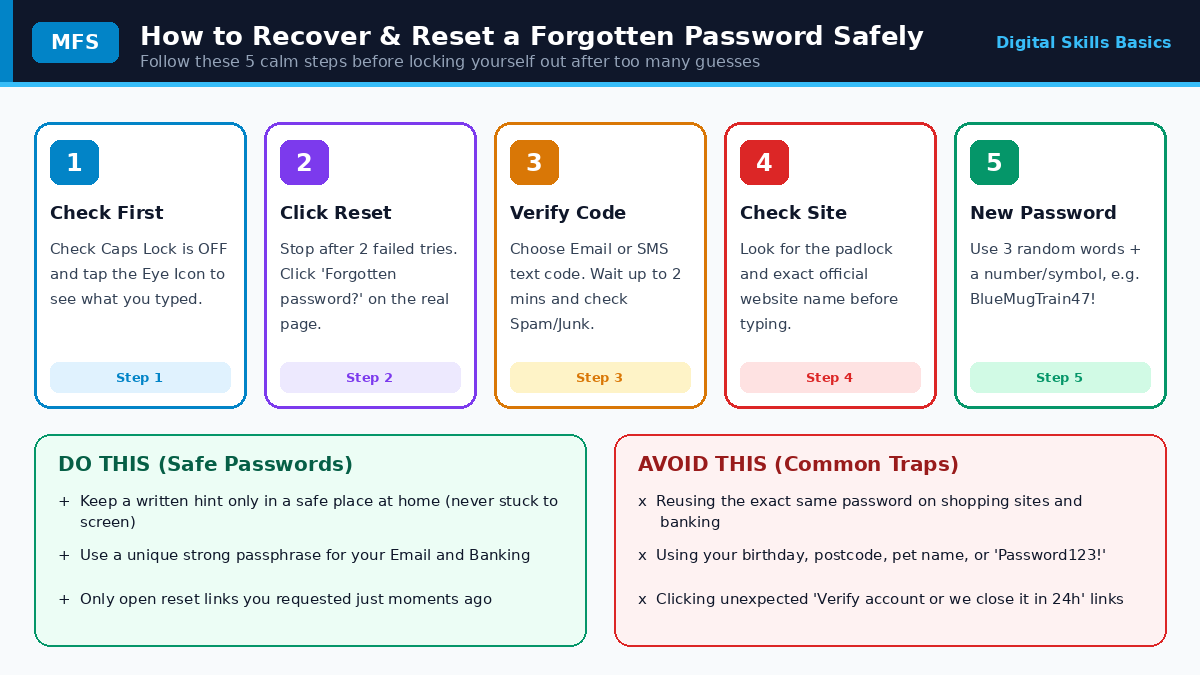 MFS
How to Recover & Reset a Forgotten Password Safely
Follow these 5 calm steps before locking yourself out after too many guesses
Digital Skills Basics
1
Check First
Check Caps Lock is OFF
and tap the Eye Icon to
see what you typed.
Step 1
2
Click Reset
Stop after 2 failed tries.
Click 'Forgotten
password?' on the real
page.
Step 2
3
Verify Code
Choose Email or SMS
text code. Wait up to 2
mins and check
Spam/Junk.
Step 3
4
Check Site
Look for the padlock
and exact official
website name before
typing.
Step 4
5
New Password
Use 3 random words +
a number/symbol, e.g.
BlueMugTrain47!
Step 5
DO THIS (Safe Passwords)
+ Keep a written hint only in a safe place at home (never stuck to
screen)
+ Use a unique strong passphrase for your Email and Banking
+ Only open reset links you requested just moments ago
AVOID THIS (Common Traps)
x Reusing the exact same password on shopping sites and
banking
x Using your birthday, postcode, pet name, or 'Password123!'
x Clicking unexpected 'Verify account or we close it in 24h' links